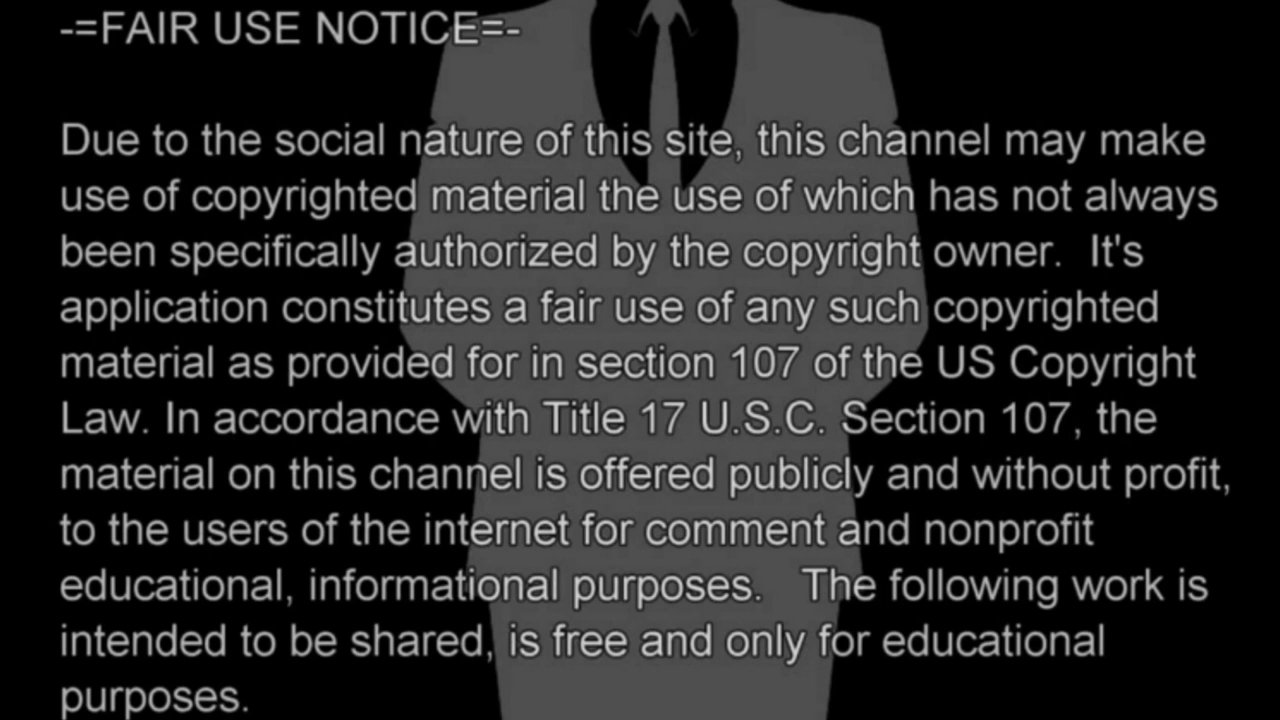 -=FAIR USE NOTICE=-
Due to the social nature of this site, this channel may make
use of copyrighted material the use of which has not always
been specifically authorized by the copyright owner.  It's
application constitutes a fair use of any such copyrighted
material as provided for in section 107 of the US Copyright
Law. In accordance with Title 17 U.S.C. Section 107, the
material on this channel is offered publicly and without profit,
to the users of the internet for comment and nonprofit
educational, informational purposes.   The following work is
intended to be shared, is free and only for educational
purposes.